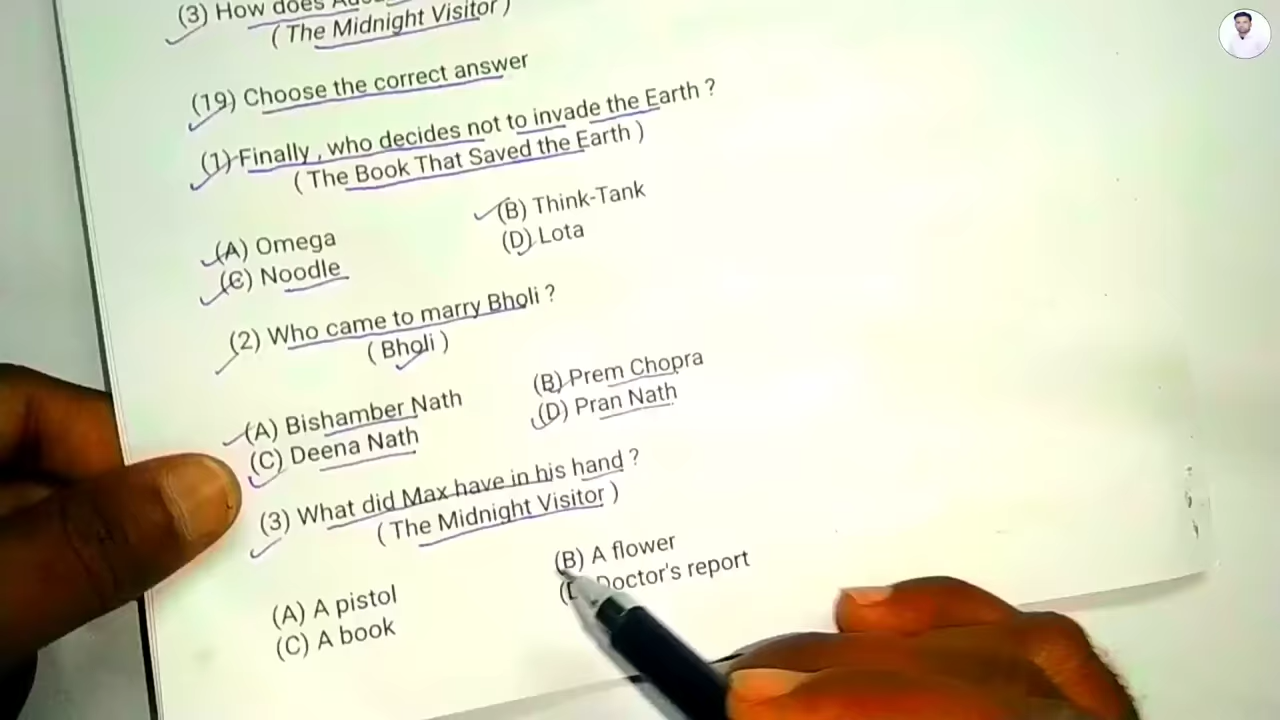 (3) How does
( The Midnight Visitor )
(19) Choose the correct answer
(1) Finally , who decides not to invade the Earth ?
( The Book That Saved the Earth )
(A) Omega
(B) Think-Tank
(C) Noodle
(D) Lota
(2) Who came to marry Bholi ?
( Bholi )
(A) Bishamber Nath
(B) Prem Chopra
(C) Deena Nath
(D) Pran Nath
(3) What did Max have in his hand ?
( The Midnight Visitor )
(A) A pistol
(B) A flower
(C) A book
Doctor's report